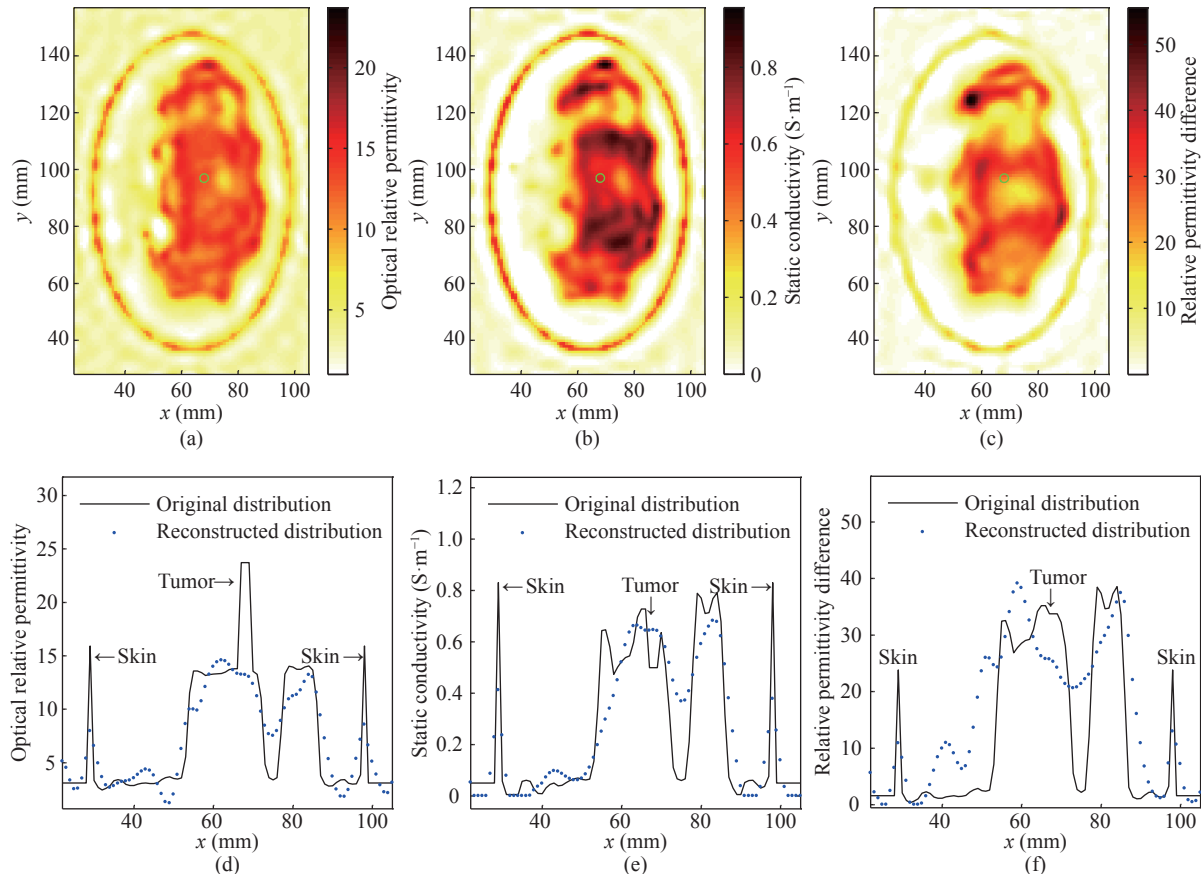 140
120
100
80
60
40
y (mm)
40 60 80 100
x (mm)
(a)
20
15
10
5
Optical relative permittivity
140
120
100
80
60
40
y (mm)
40 60 80 100
x (mm)
(b)
0.8
0.6
0.4
0.2
0
Static conductivity (S·m⁻¹)
140
120
100
80
60
40
y (mm)
40 60 80 100
x (mm)
(c)
50
40
30
20
10
Relative permittivity difference
30
25
20
15
10
5
Optical relative permittivity
Original distribution
Reconstructed distribution
Tumor→
←Skin
Skin→
40 60 80 100
x (mm)
(d)
1.2
1.0
0.8
0.6
0.4
0.2
0
Static conductivity (S·m⁻¹)
Original distribution
Reconstructed distribution
←Skin
Tumor
↓
Skin→
40 60 80 100
x (mm)
(e)
50
40
30
20
10
0
Relative permittivity difference
Original distribution
Reconstructed distribution
Tumor
↓
Skin
↓
Skin
↓
40 60 80 100
x (mm)
(f)